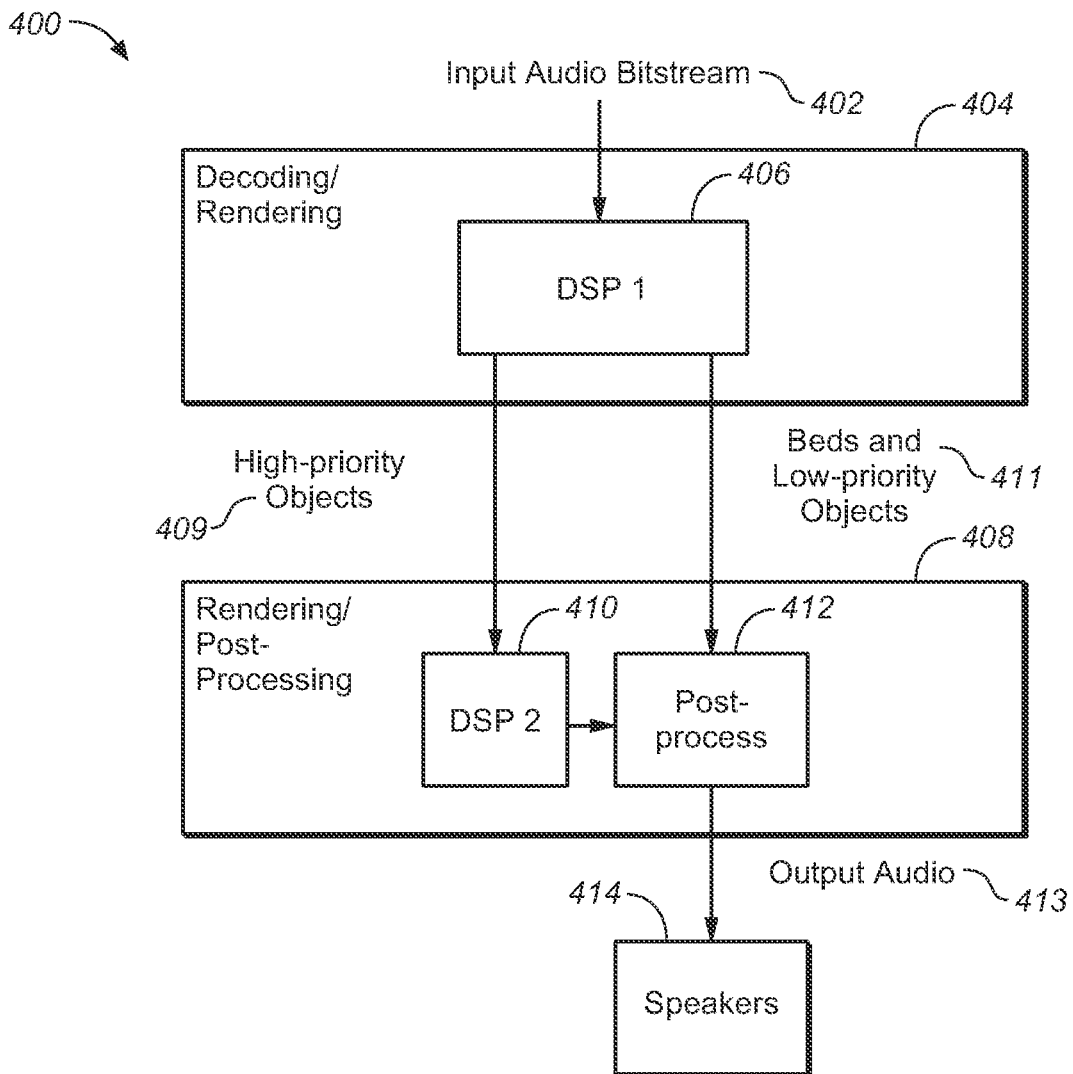 400
Input Audio Bitstream
402
404
Decoding/
Rendering
406
DSP 1
High-priority
Objects
409
Beds and
Low-priority
Objects
411
408
Rendering/
Post-
Processing
410
412
DSP 2
Post-
process
Output Audio
413
414
Speakers